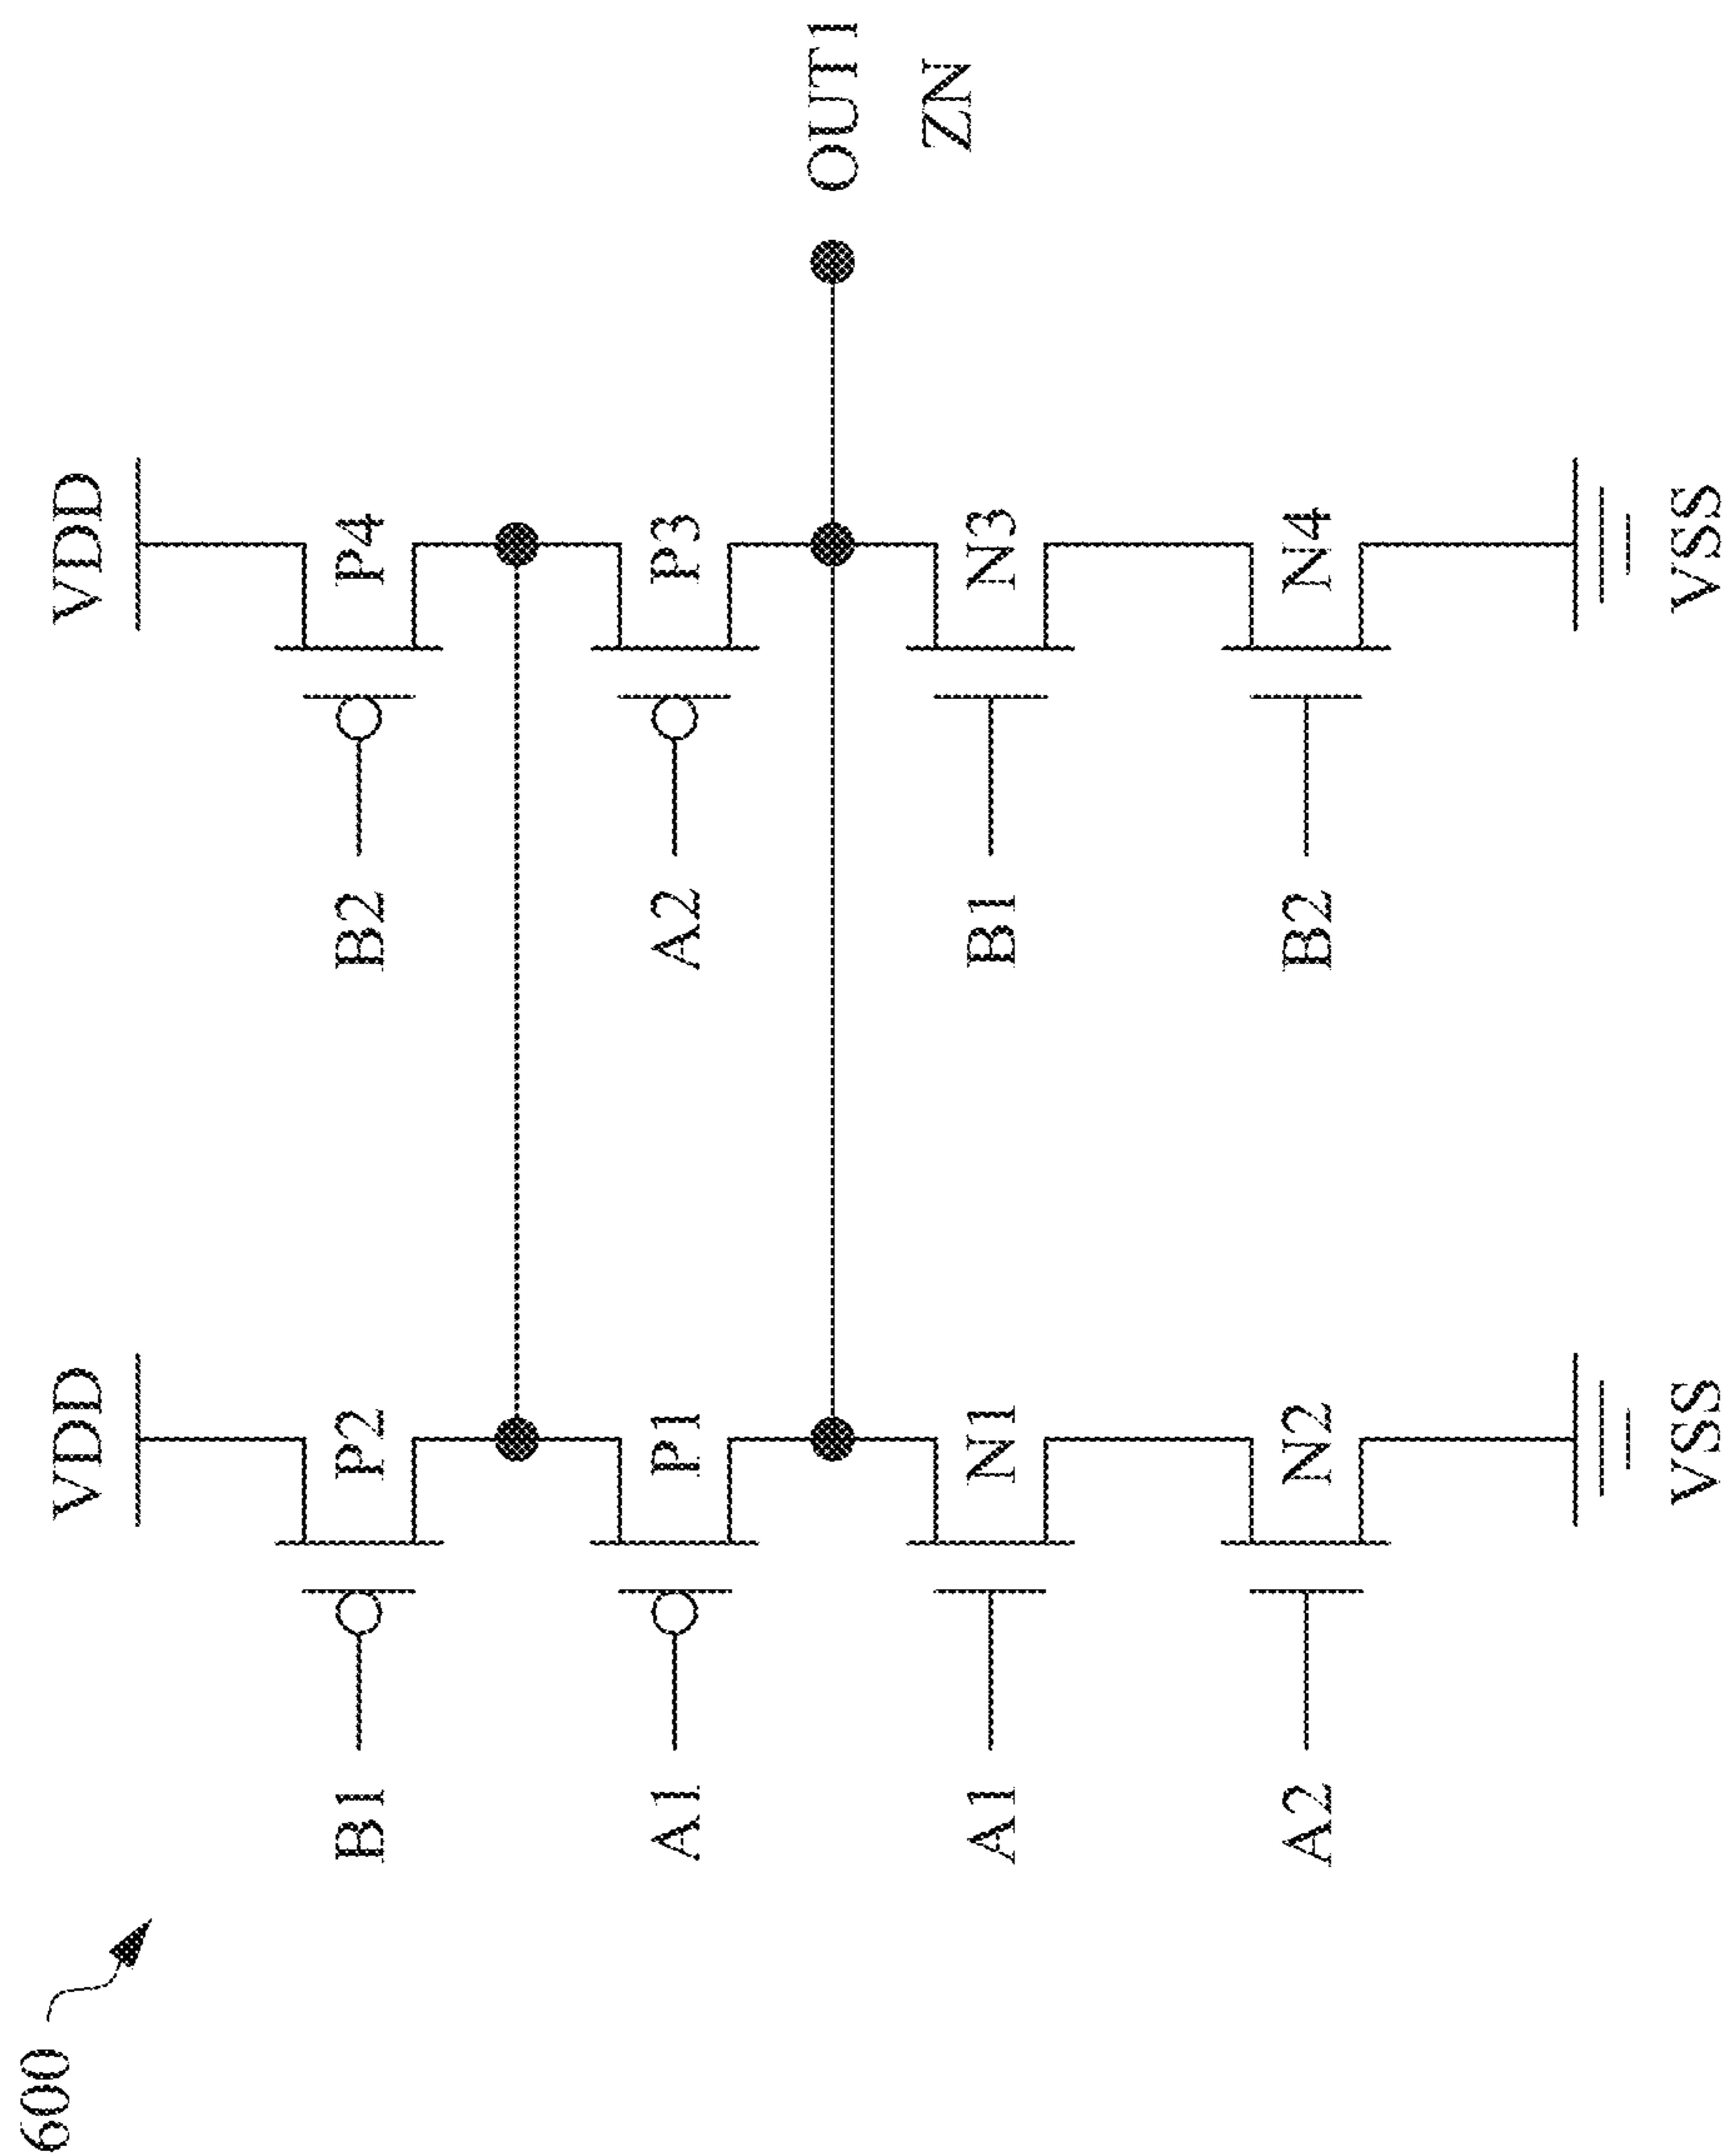 600
VDD VDD
B1 P2 B2 P4
A1 P1 A2 P3
OUT1
ZN
A1 N1 B1 N3
A2 N2 B2 N4
VSS VSS